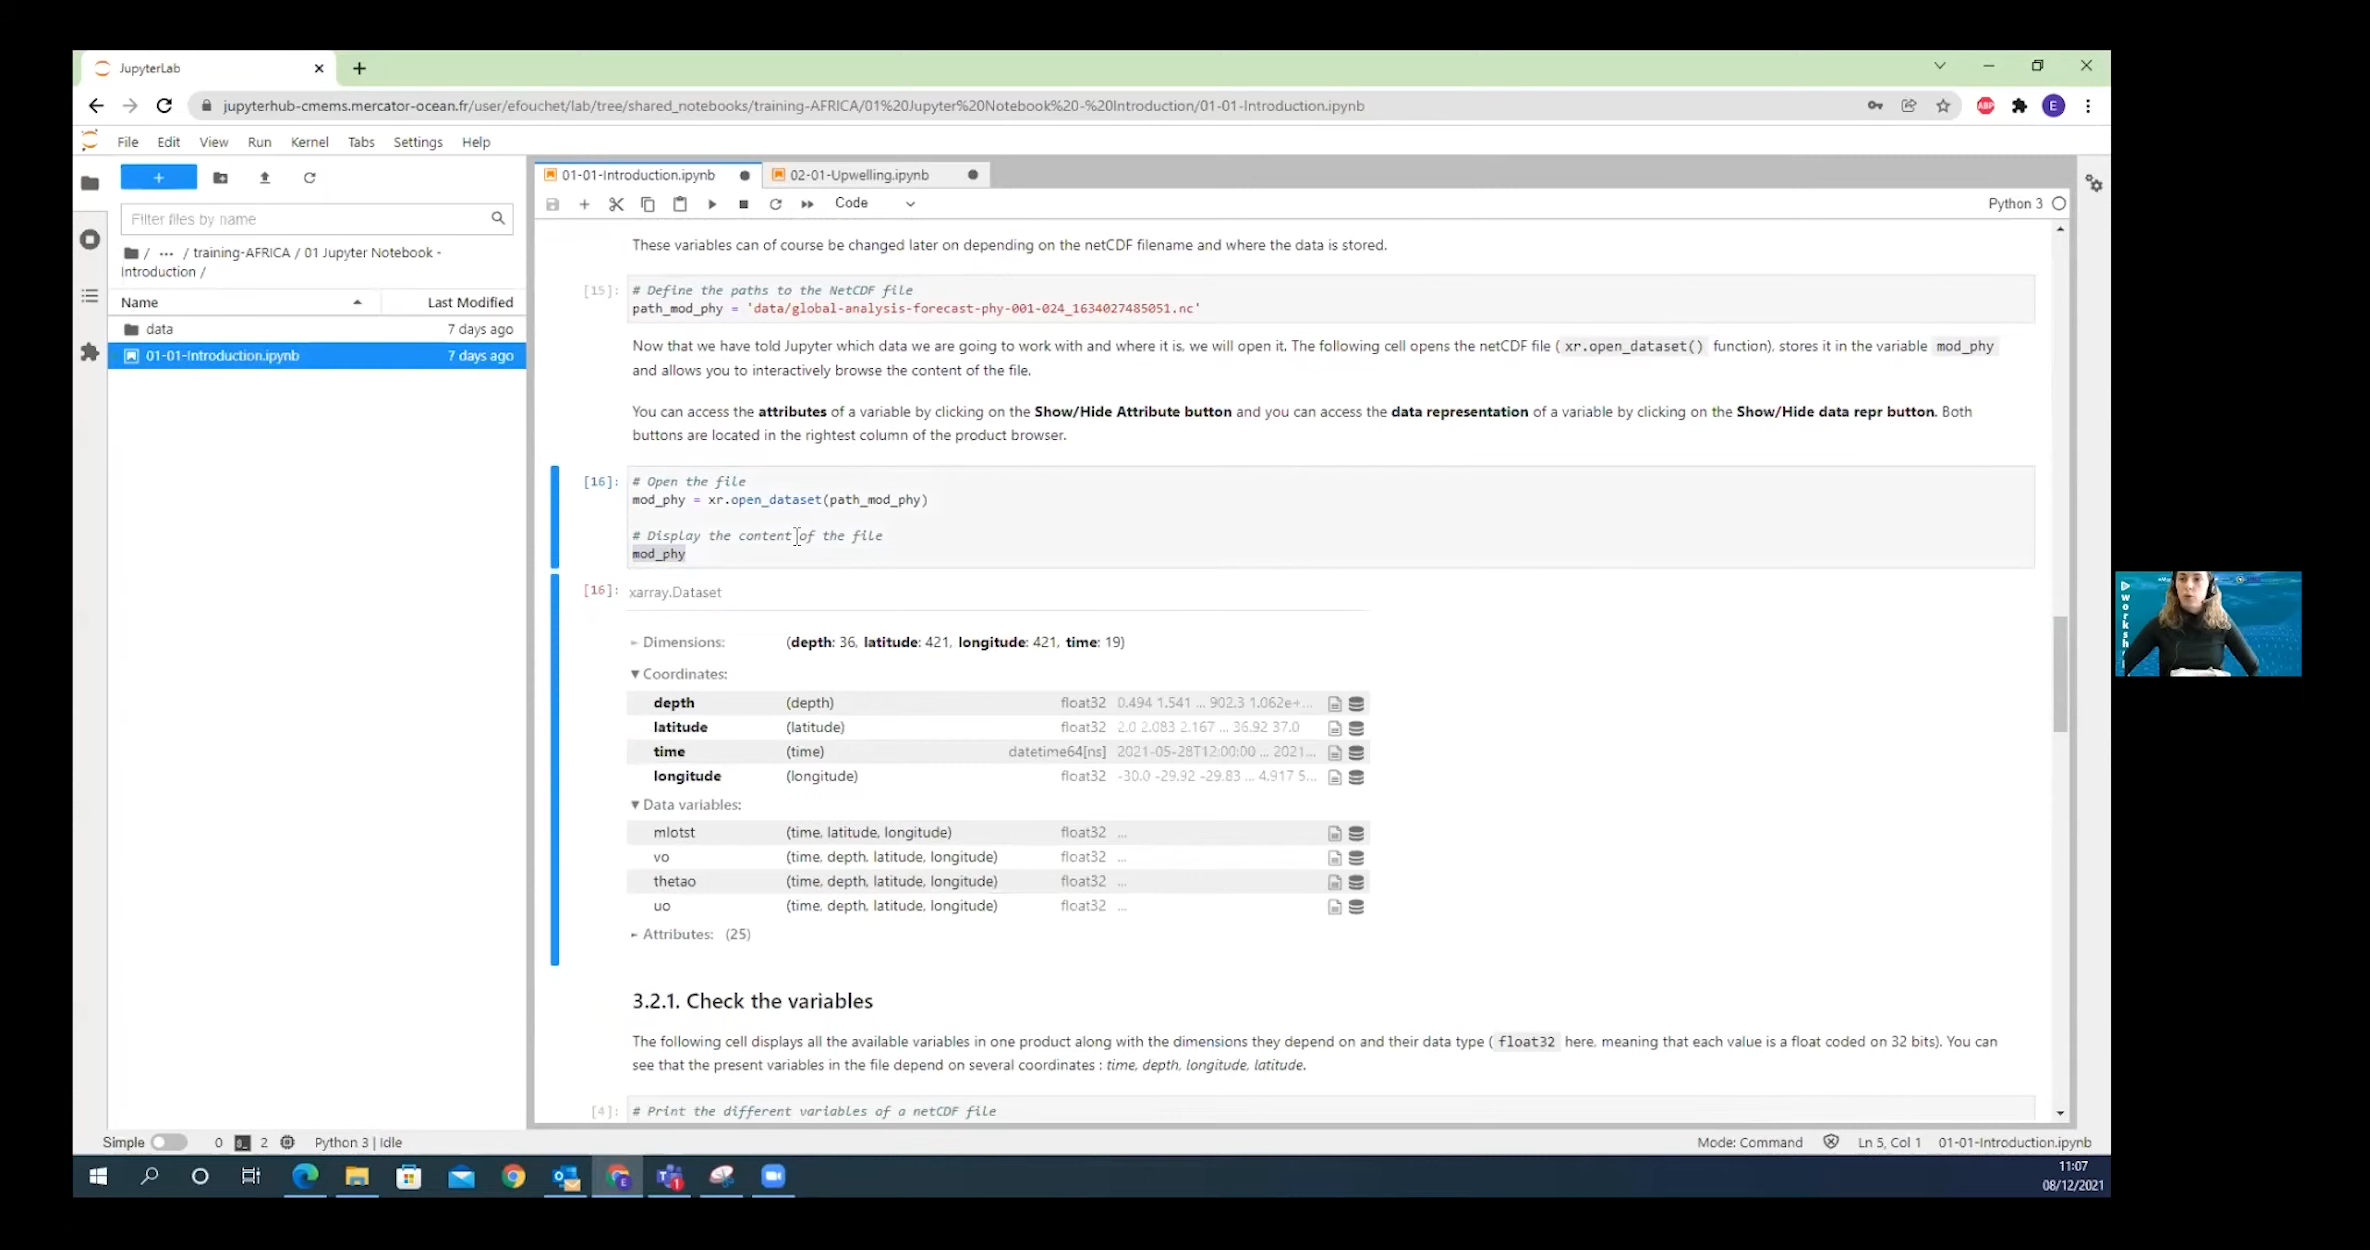 JupyterLab
jupyterhub-cmems.mercator-ocean.fr/user/efouchet/lab/tree/shared_notebooks/training-AFRICA/01%20Jupyter%20Notebook%20-%20Introduction/01-01-Introduction.ipynb
ABP
E
File Edit View Run Kernel Tabs Settings Help
01-01-Introduction.ipynb
02-01-Upwelling.ipynb
Filter files by name
Code
Python 3
/ ... / training-AFRICA / 01 Jupyter Notebook -
Introduction /
Name Last Modified
data 7 days ago
01-01-Introduction.ipynb 7 days ago
These variables can of course be changed later on depending on the netCDF filename and where the data is stored.
[15]: # Define the paths to the NetCDF file
path_mod_phy = 'data/global-analysis-forecast-phy-001-024_1634027485051.nc'
Now that we have told Jupyter which data we are going to work with and where it is, we will open it. The following cell opens the netCDF file ( xr.open_dataset() function), stores it in the variable mod_phy
and allows you to interactively browse the content of the file.
You can access the attributes of a variable by clicking on the Show/Hide Attribute button and you can access the data representation of a variable by clicking on the Show/Hide data repr button. Both
buttons are located in the rightest column of the product browser.
[16]: # Open the file
mod_phy = xr.open_dataset(path_mod_phy)
# Display the content of the file
mod_phy
[16]: xarray.Dataset
Dimensions: (depth: 36, latitude: 421, longitude: 421, time: 19)
Coordinates:
depth (depth) float32 0.494 1.541 ... 902.3 1.062e+...
latitude (latitude) float32 2.0 2.083 2.167 ... 36.92 37.0
time (time) datetime64[ns] 2021-05-28T12:00:00 ... 2021...
longitude (longitude) float32 -30.0 -29.92 -29.83 ... 4.917 5...
Data variables:
mlotst (time, latitude, longitude) float32 ...
vo (time, depth, latitude, longitude) float32 ...
thetao (time, depth, latitude, longitude) float32 ...
uo (time, depth, latitude, longitude) float32 ...
Attributes: (25)
3.2.1. Check the variables
The following cell displays all the available variables in one product along with the dimensions they depend on and their data type ( float32 here, meaning that each value is a float coded on 32 bits). You can
see that the present variables in the file depend on several coordinates : time, depth, longitude, latitude.
[4]: # Print the different variables of a netCDF file
Simple 0 2 Python 3 | Idle
Mode: Command Ln 5, Col 1 01-01-Introduction.ipynb
11:07
08/12/2021